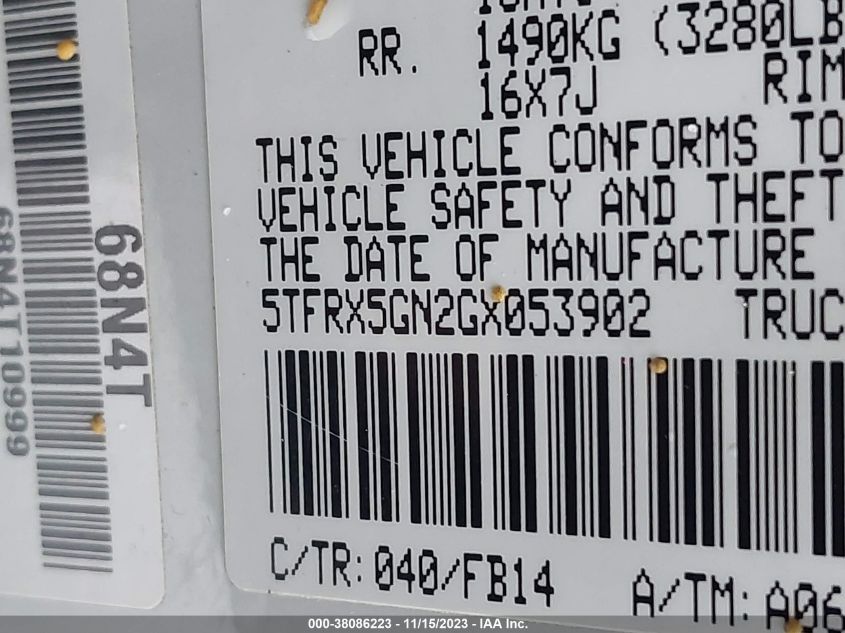 RR. 1490KG (3280LB
16X7J RIM
THIS VEHICLE CONFORMS TO
VEHICLE SAFETY AND THEFT
THE DATE OF MANUFACTURE
5TFRX5GN2GX053902 TRUC
C/TR:040/FB14 A/TM:A06
68N4T
68N4T10999
000-38086223 - 11/15/2023 - IAA Inc.